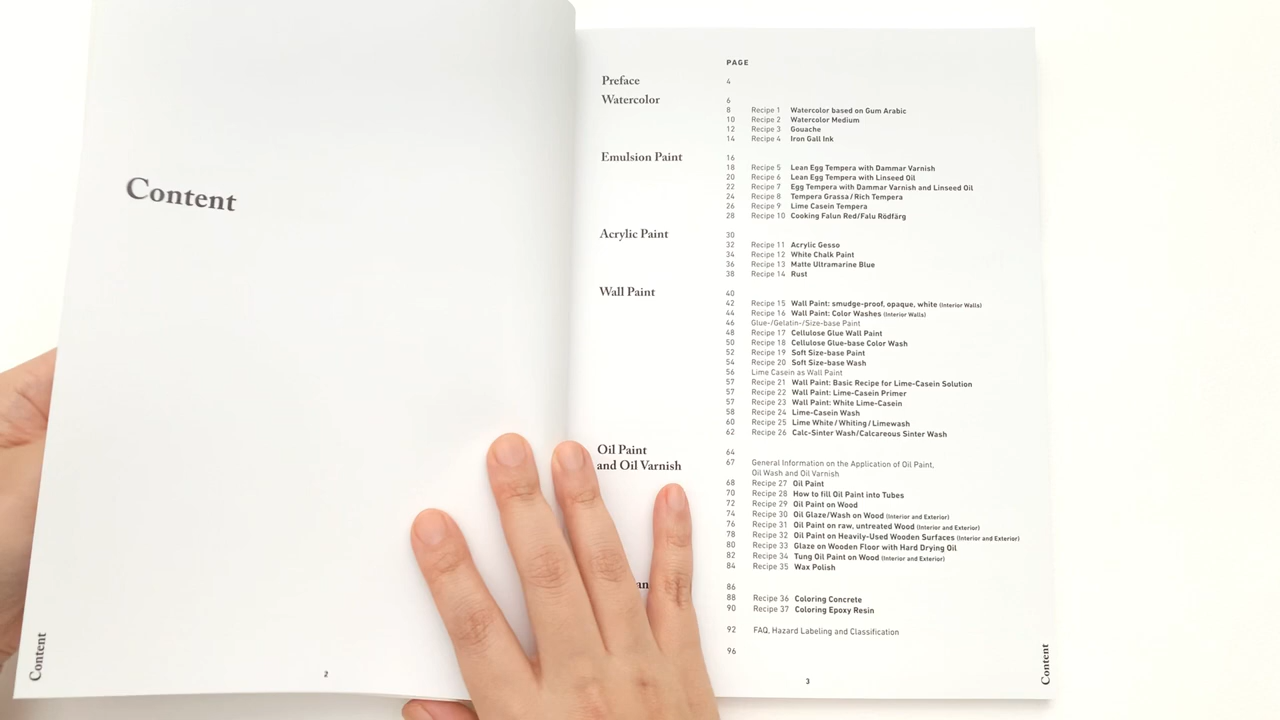 Content
Content
2
PAGE
Preface 4
Watercolor 6
8 Recipe 1 Watercolor based on Gum Arabic
10 Recipe 2 Watercolor Medium
12 Recipe 3 Gouache
14 Recipe 4 Iron Gall Ink
Emulsion Paint 16
18 Recipe 5 Lean Egg Tempera with Dammar Varnish
20 Recipe 6 Lean Egg Tempera with Linseed Oil
22 Recipe 7 Egg Tempera with Dammar Varnish and Linseed Oil
24 Recipe 8 Tempera Grassa/Rich Tempera
26 Recipe 9 Lime Casein Tempera
28 Recipe 10 Cooking Falun Red/Falu Rödfärg
Acrylic Paint 30
32 Recipe 11 Acrylic Gesso
34 Recipe 12 White Chalk Paint
36 Recipe 13 Matte Ultramarine Blue
38 Recipe 14 Rust
Wall Paint 40
42 Recipe 15 Wall Paint: smudge-proof, opaque, white (Interior Walls)
44 Recipe 16 Wall Paint: Color Washes (Interior Walls)
46 Glue-/Gelatin-/Size-base Paint
48 Recipe 17 Cellulose Glue Wall Paint
50 Recipe 18 Cellulose Glue-base Color Wash
52 Recipe 19 Soft Size-base Paint
54 Recipe 20 Soft Size-base Wash
56 Lime Casein as Wall Paint
57 Recipe 21 Wall Paint: Basic Recipe for Lime-Casein Solution
57 Recipe 22 Wall Paint: Lime-Casein Primer
57 Recipe 23 Wall Paint: White Lime-Casein
58 Recipe 24 Lime-Casein Wash
60 Recipe 25 Lime White/Whiting/Limewash
62 Recipe 26 Calc-Sinter Wash/Calcareous Sinter Wash
Oil Paint 64
and Oil Varnish 67 General Information on the Application of Oil Paint,
Oil Wash and Oil Varnish
68 Recipe 27 Oil Paint
70 Recipe 28 How to fill Oil Paint into Tubes
72 Recipe 29 Oil Paint on Wood
74 Recipe 30 Oil Glaze/Wash on Wood (Interior and Exterior)
76 Recipe 31 Oil Paint on raw, untreated Wood (Interior and Exterior)
78 Recipe 32 Oil Paint on Heavily-Used Wooden Surfaces (Interior and Exterior)
80 Recipe 33 Glaze on Wooden Floor with Hard Drying Oil
82 Recipe 34 Tung Oil Paint on Wood (Interior and Exterior)
84 Recipe 35 Wax Polish
86
88 Recipe 36 Coloring Concrete
90 Recipe 37 Coloring Epoxy Resin
92 FAQ, Hazard Labeling and Classification
96
3
Content